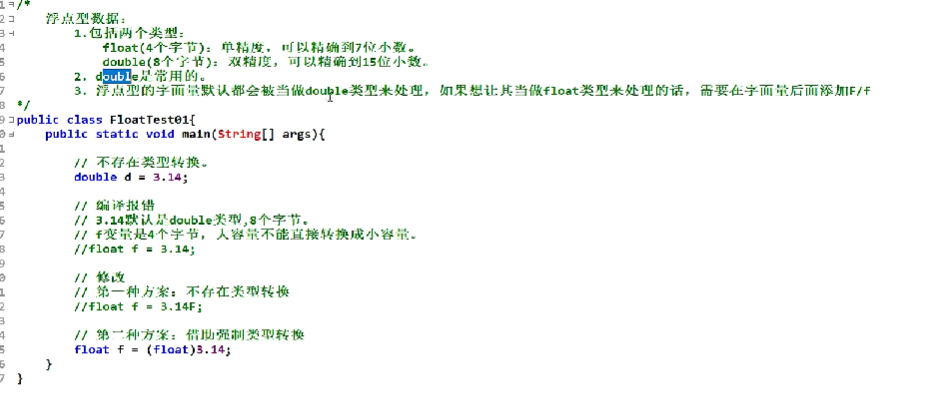 1 /*
2 浮点型数据:
3 1.包括两个类型:
4 float(4个字节): 单精度, 可以精确到7位小数。
5 double(8个字节): 双精度, 可以精确到15位小数。
6 2. double是常用的。
7 3. 浮点型的字面量默认都会被当做double类型来处理, 如果想让其当做float类型来处理的话, 需要在字面量后面添加F/f
8 */
9 public class FloatTest01{
0 public static void main(String[] args){
1
2 // 不存在类型转换。
3 double d = 3.14;
4
5 // 编译报错
6 // 3.14默认是double类型,8个字节。
7 // f变量是4个字节, 大容量不能直接转换成小容量。
8 //float f = 3.14;
9
0 // 修改
1 // 第一种方案: 不存在类型转换
2 //float f = 3.14F;
3
4 // 第二种方案: 借助强制类型转换
5 float f = (float)3.14;
6 }
7 }